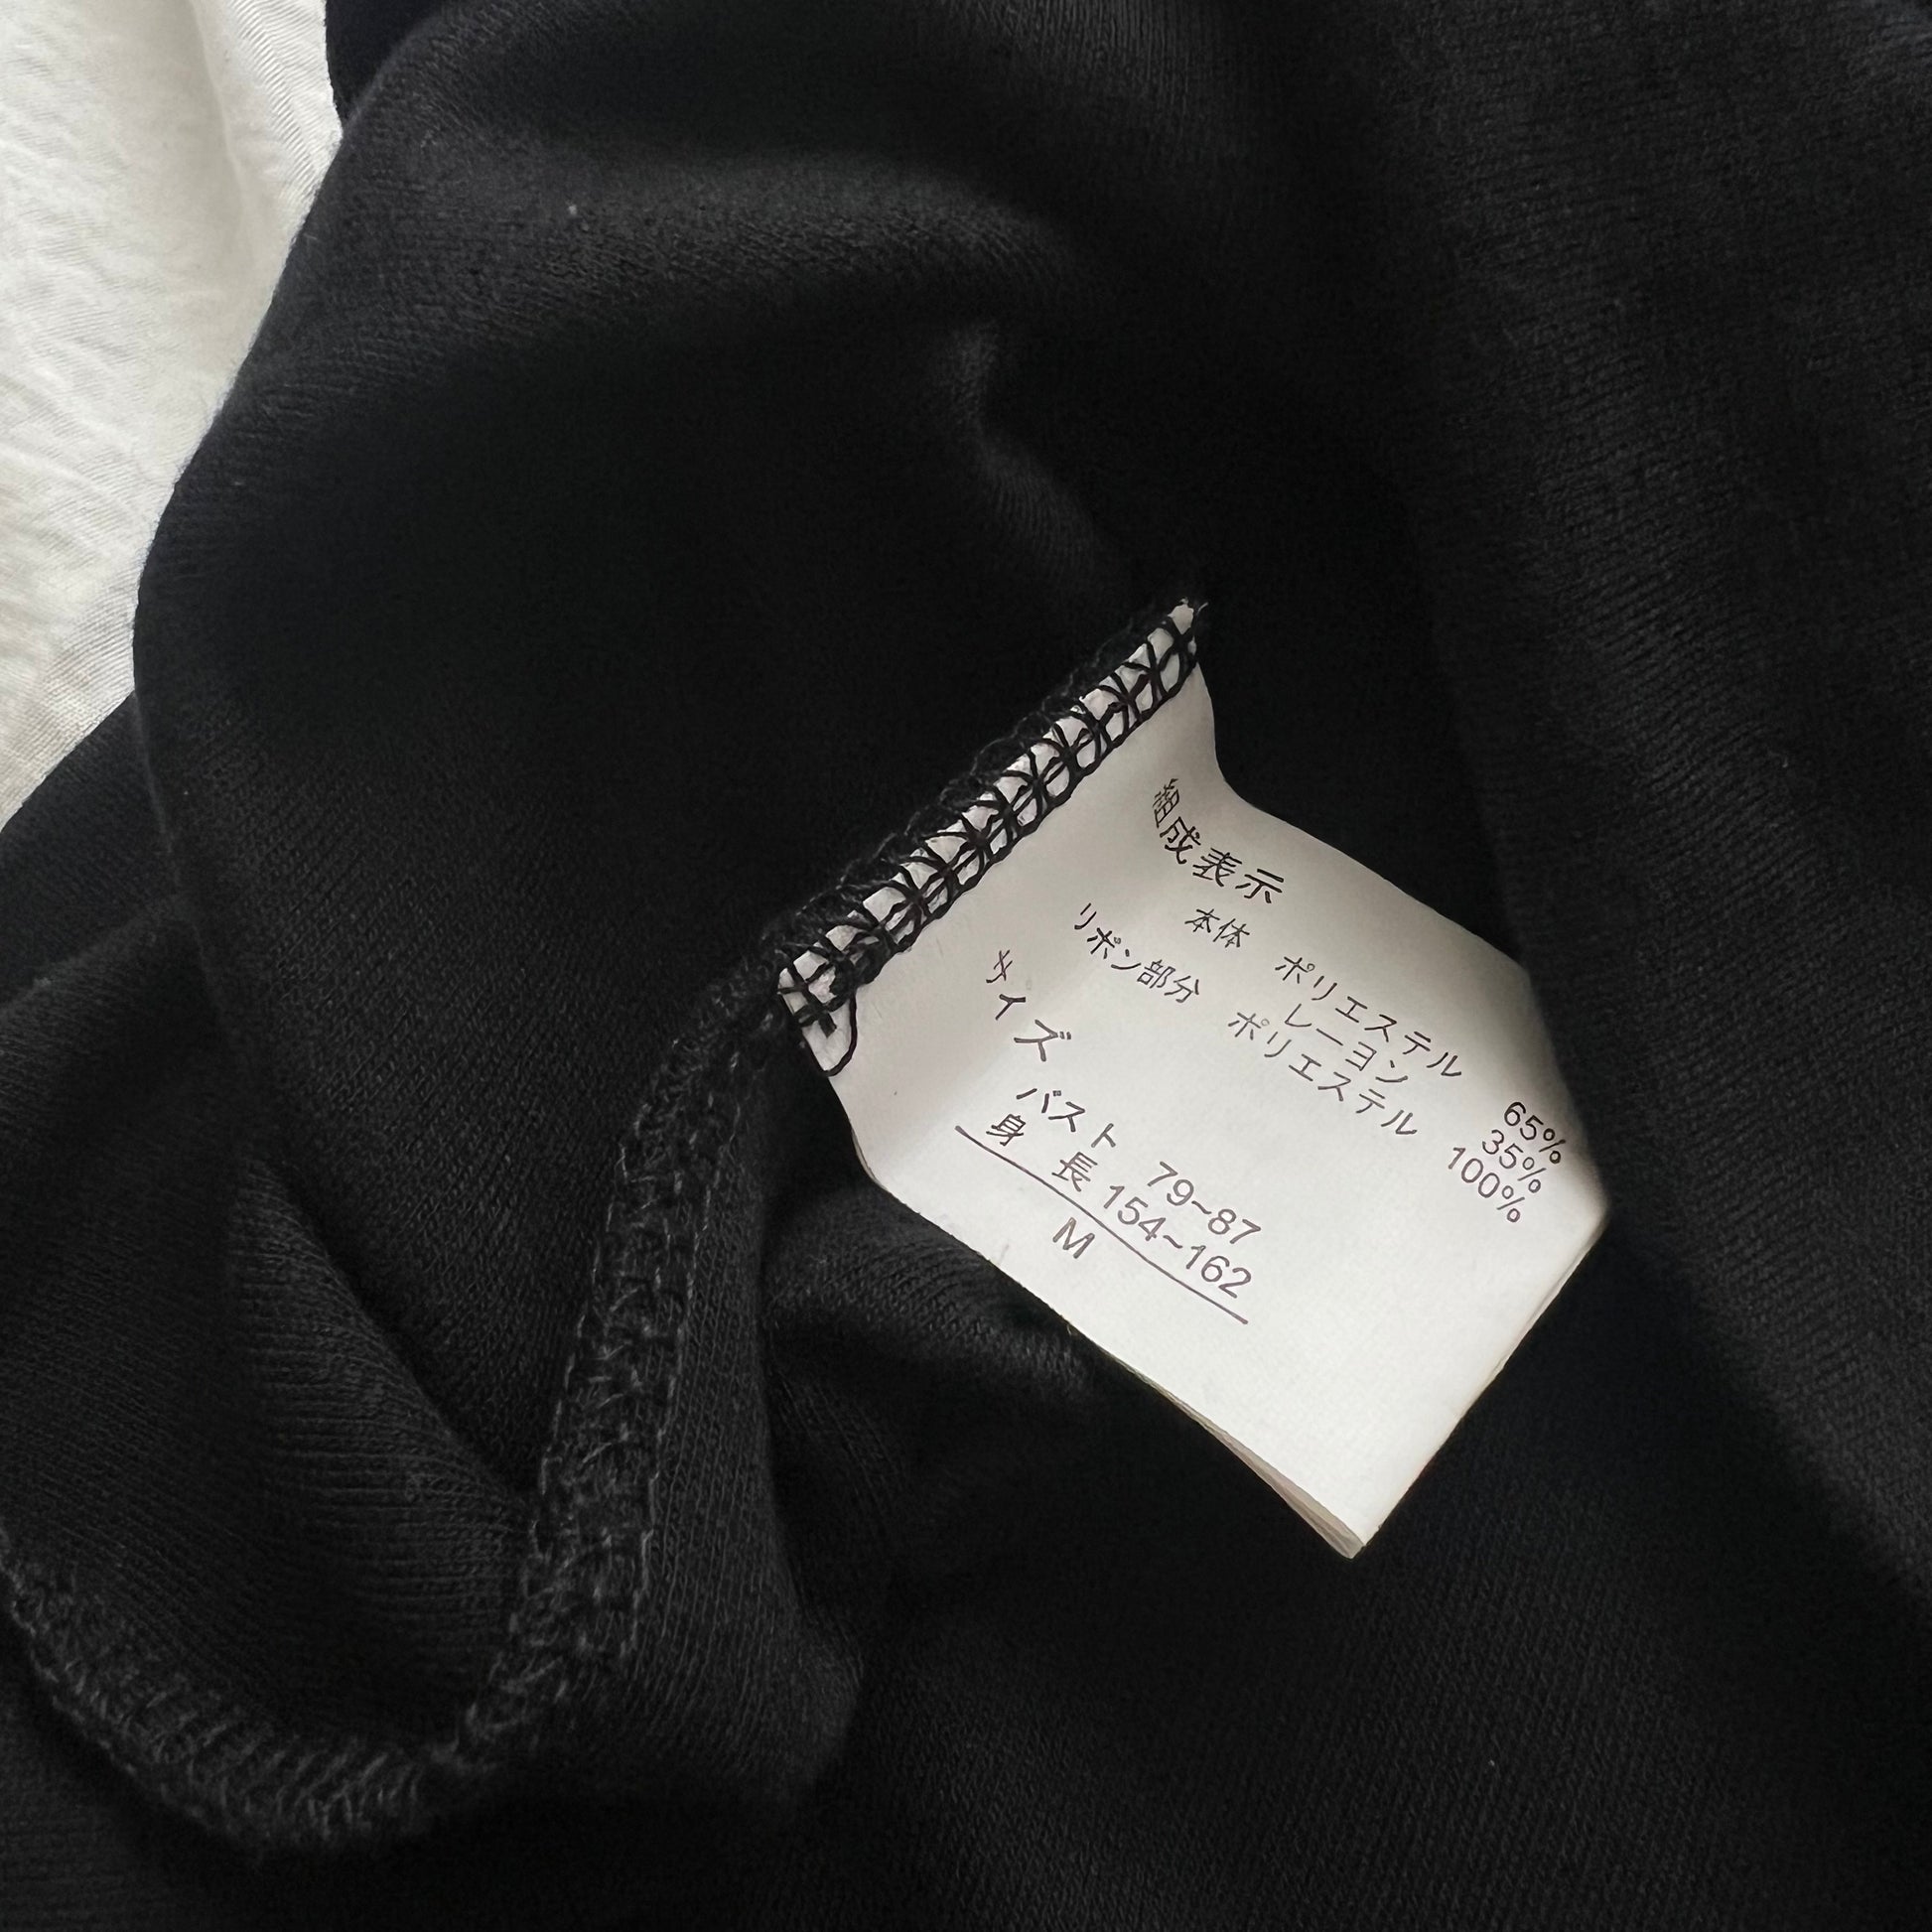 組成表示
本体 ポリエステル 65%
レーヨン 35%
リボン部分 ポリエステル 100%
サイズ
バスト 79~87
身長 154~162
M